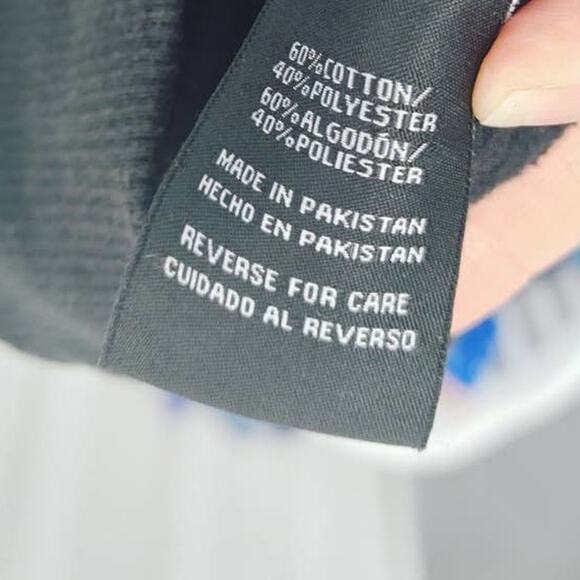 60%COTTON/
40%POLYESTER
60%ALGODÓN/
40%POLIESTER
MADE IN PAKISTAN
HECHO EN PAKISTAN
REVERSE FOR CARE
CUIDADO AL REVERSO